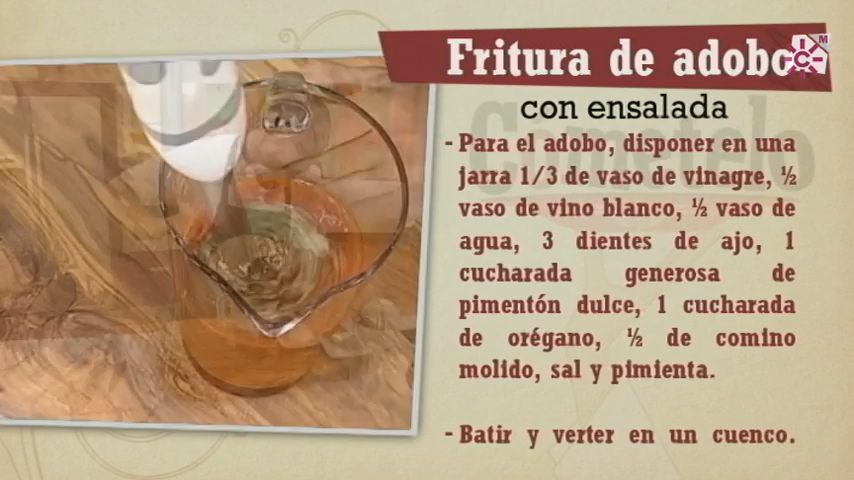 Fritura de adobo
con ensalada
- Para el adobo, disponer en una
jarra 1/3 de vaso de vinagre, ½
vaso de vino blanco, ½ vaso de
agua, 3 dientes de ajo, 1
cucharada generosa de
pimentón dulce, 1 cucharada
de orégano, ½ de comino
molido, sal y pimienta.
- Batir y verter en un cuenco.
Cómetelo
M